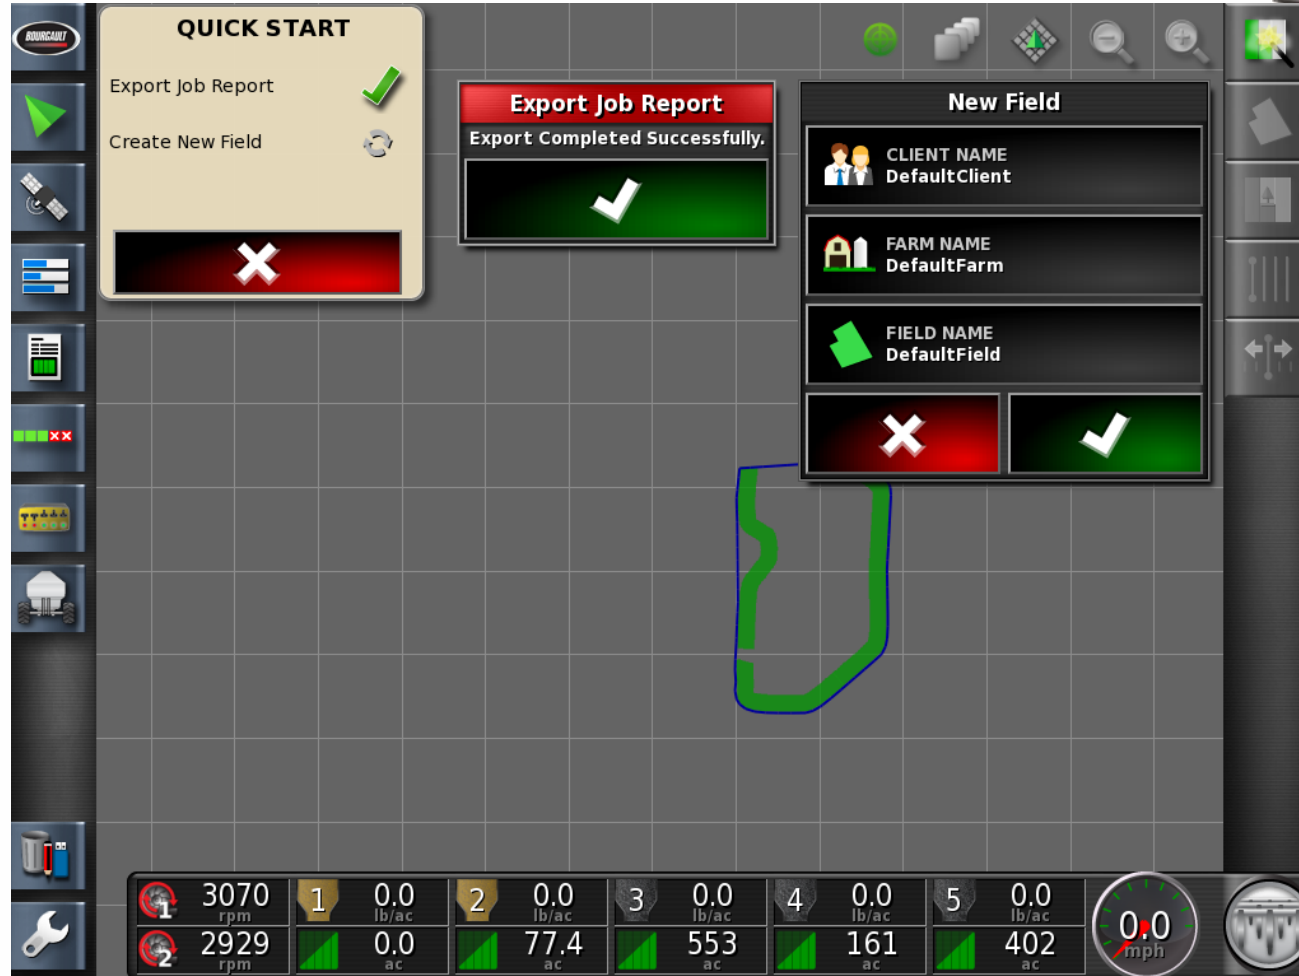 BOURGAULT
QUICK START
Export Job Report
Create New Field
Export Job Report
Export Completed Successfully.
New Field
CLIENT NAME
DefaultClient
FARM NAME
DefaultFarm
FIELD NAME
DefaultField
1 3070 rpm
2 2929 rpm
1 0.0 lb/ac
0.0 ac
2 0.0 lb/ac
77.4 ac
3 0.0 lb/ac
553 ac
4 0.0 lb/ac
161 ac
5 0.0 lb/ac
402 ac
0.0
mph